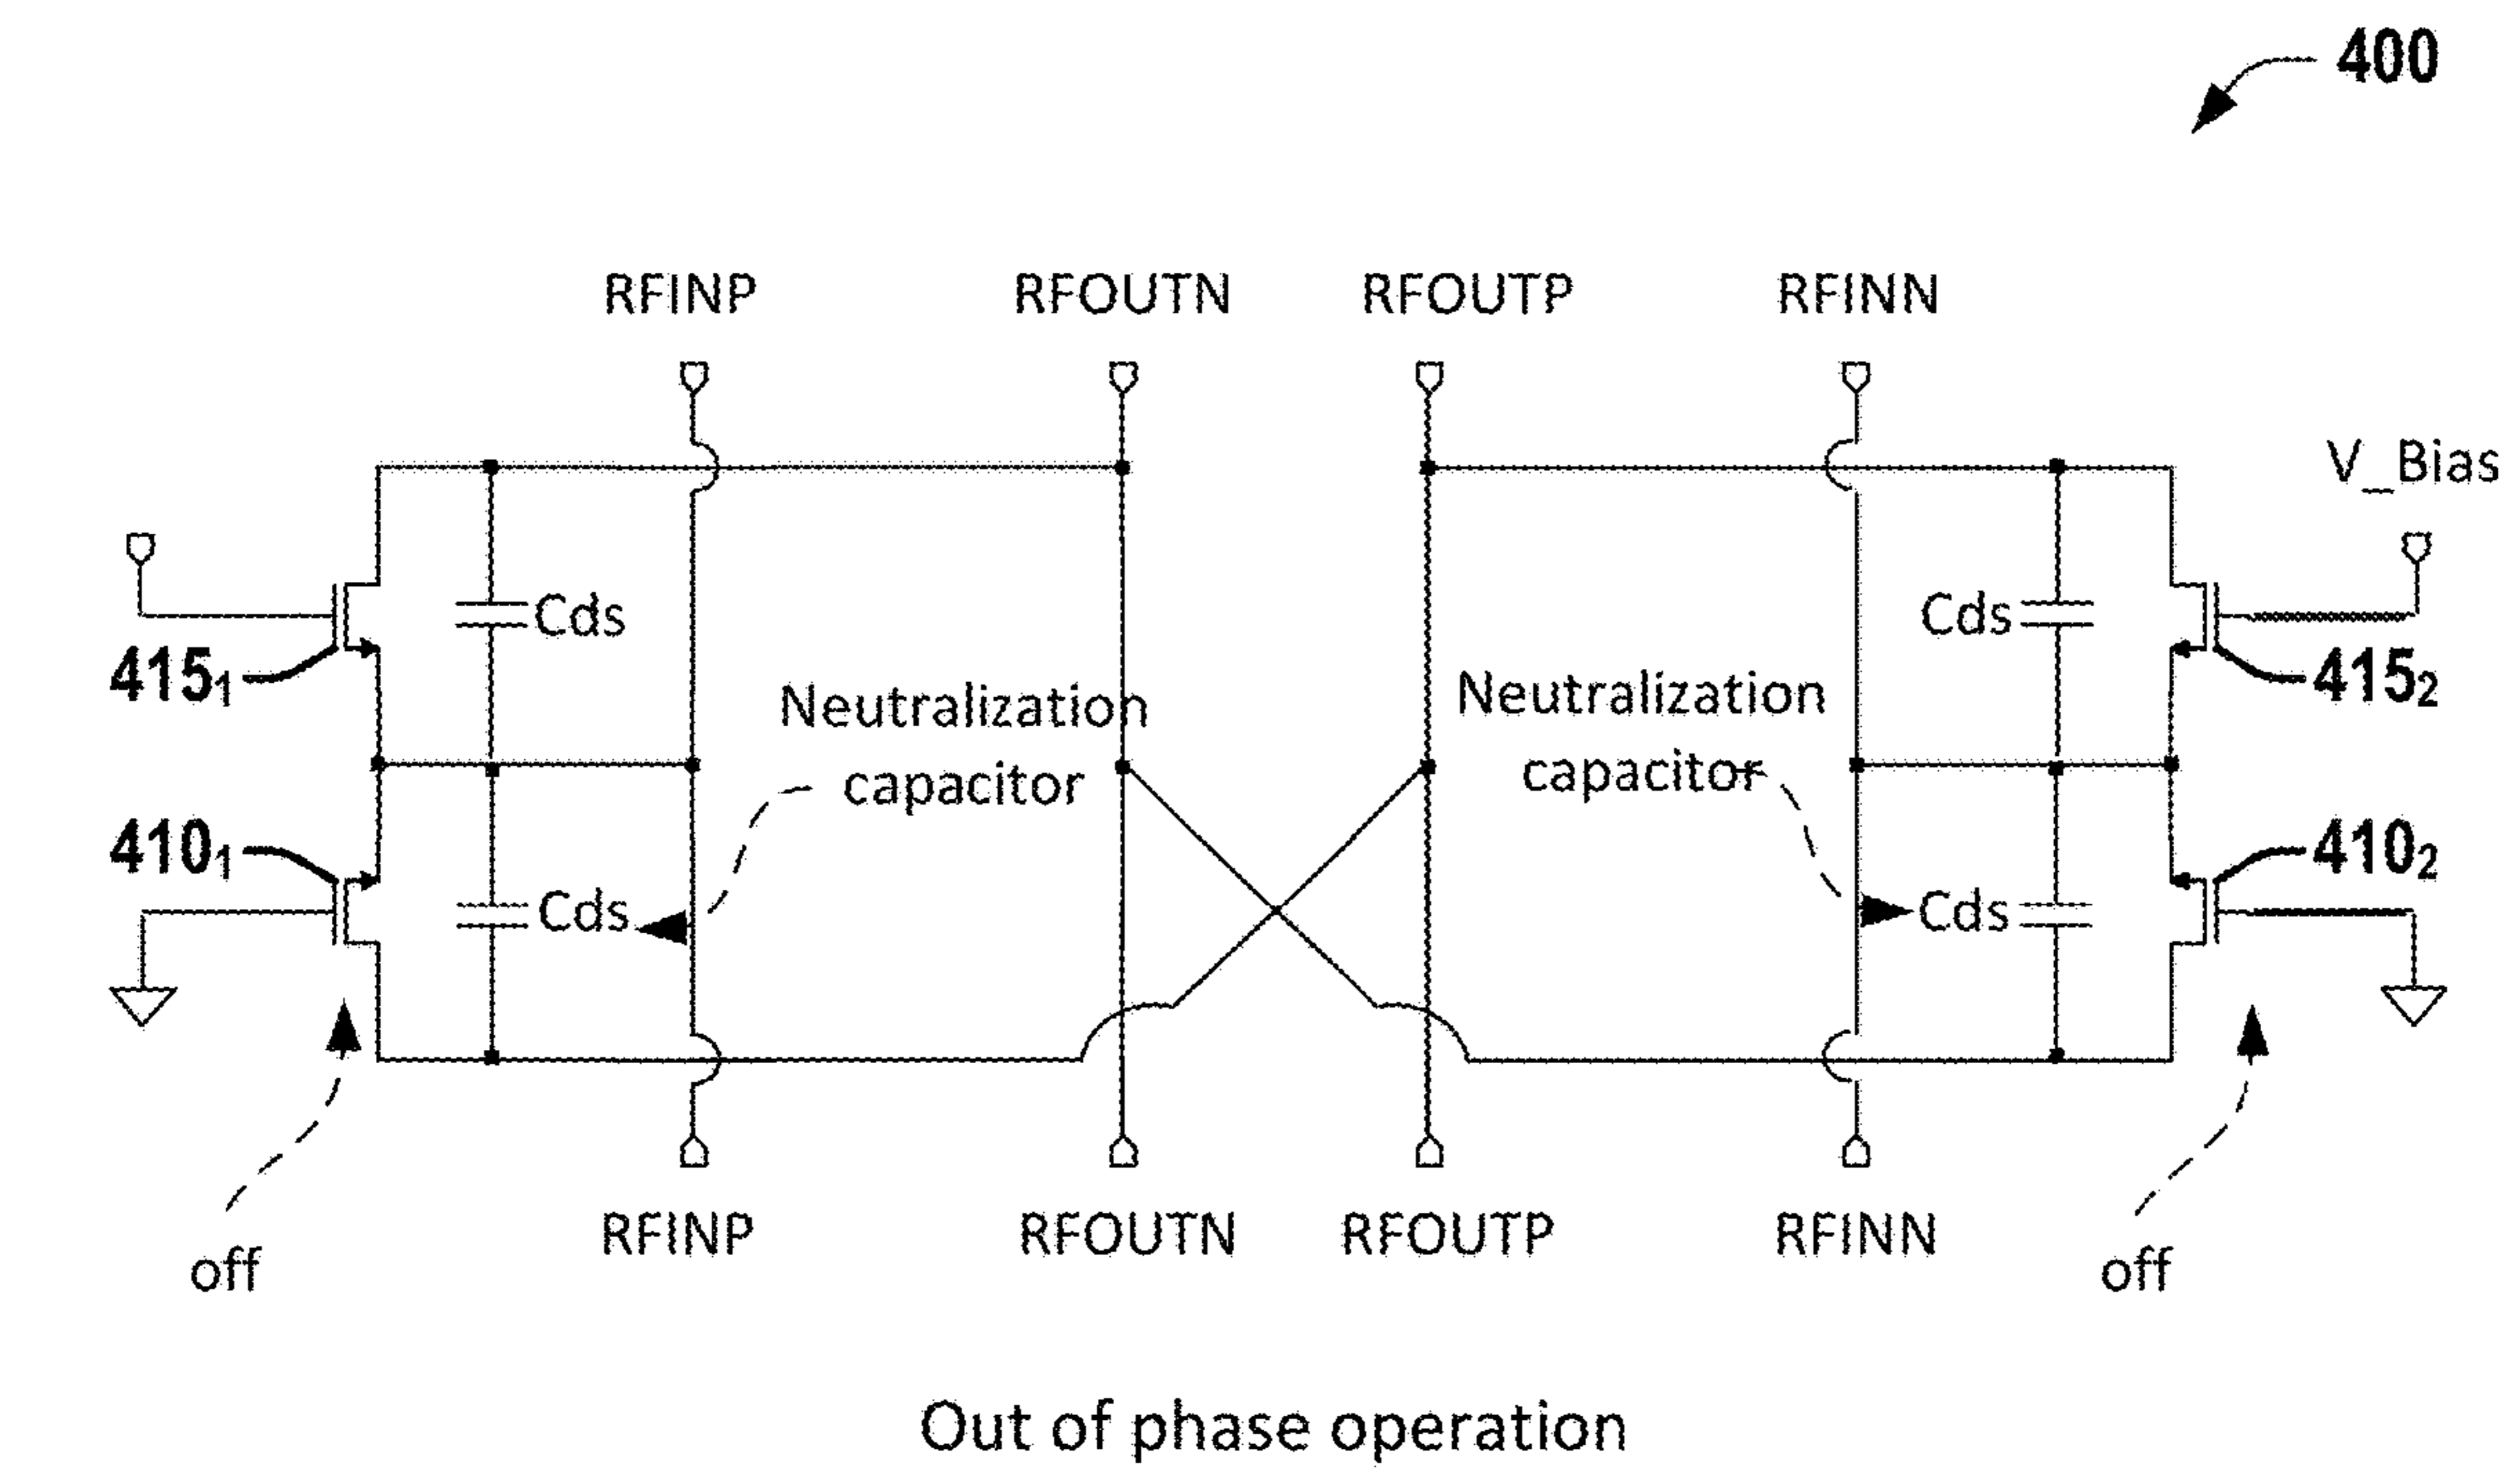 400
RFINP RFOUTN RFOUTP RFINN
V_Bias
Cds Cds
415₁ 415₂
Neutralization
capacitor
Neutralization
capacitor
410₁ 410₂
Cds Cds
RFINP RFOUTN RFOUTP RFINN
off off
Out of phase operation